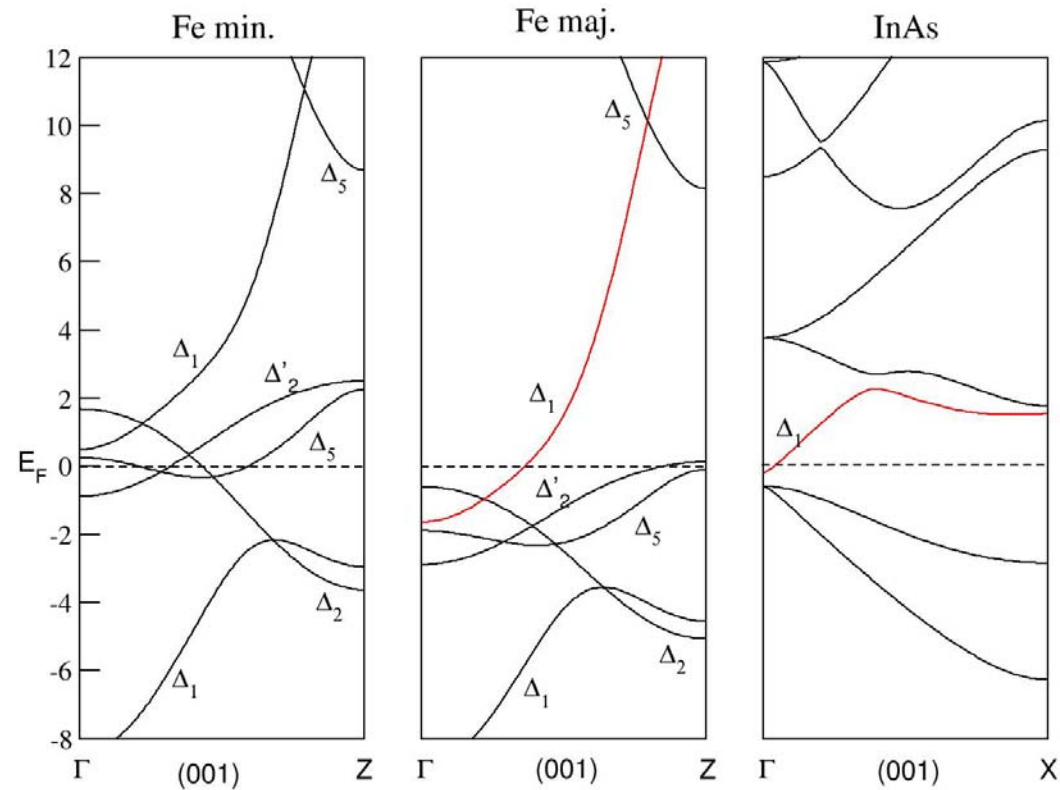 Fe min.
Fe maj.
InAs
12
10
8
6
4
2
E_F 0
-2
-4
-6
-8
Δ₅
Δ₁
Δ'₂
Δ₅
Δ₂
Δ₁
Γ (001) Z
Δ₅
Δ₁
Δ'₂
Δ₅
Δ₂
Δ₁
Γ (001) Z
Δ₁
Γ (001) X